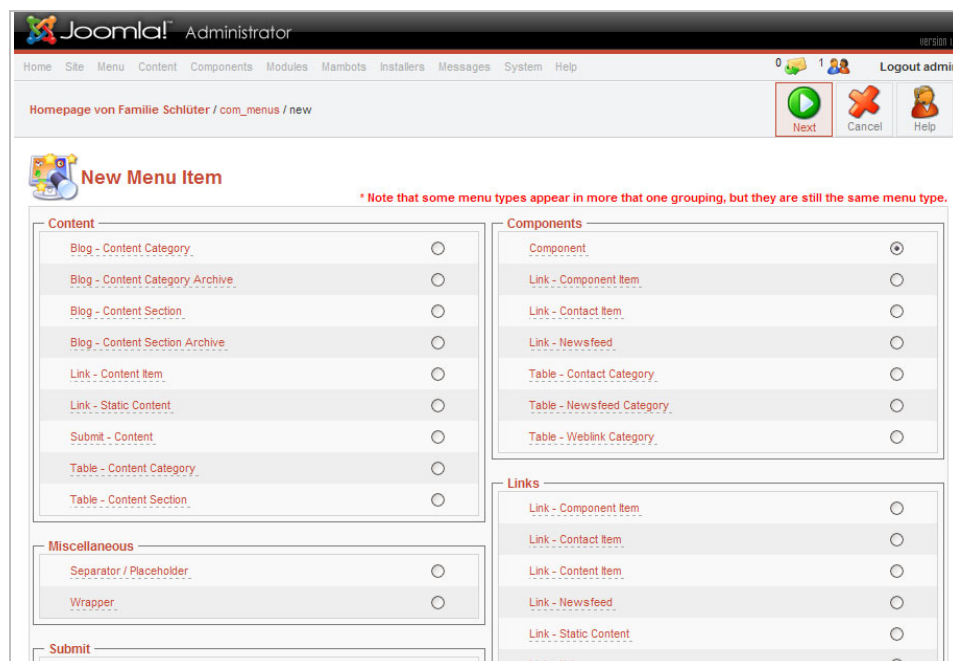 Joomla!™ Administrator
version
Home Site Menu Content Components Modules Mambots Installers Messages System Help 0 1 Logout admin
Homepage von Familie Schlüter / com_menus / new
Next Cancel Help
New Menu Item
* Note that some menu types appear in more that one grouping, but they are still the same menu type.
Content
Blog - Content Category
Blog - Content Category Archive
Blog - Content Section
Blog - Content Section Archive
Link - Content Item
Link - Static Content
Submit - Content
Table - Content Category
Table - Content Section
Miscellaneous
Separator / Placeholder
Wrapper
Submit
Components
Component
Link - Component Item
Link - Contact Item
Link - Newsfeed
Table - Contact Category
Table - Newsfeed Category
Table - Weblink Category
Links
Link - Component Item
Link - Contact Item
Link - Content Item
Link - Newsfeed
Link - Static Content